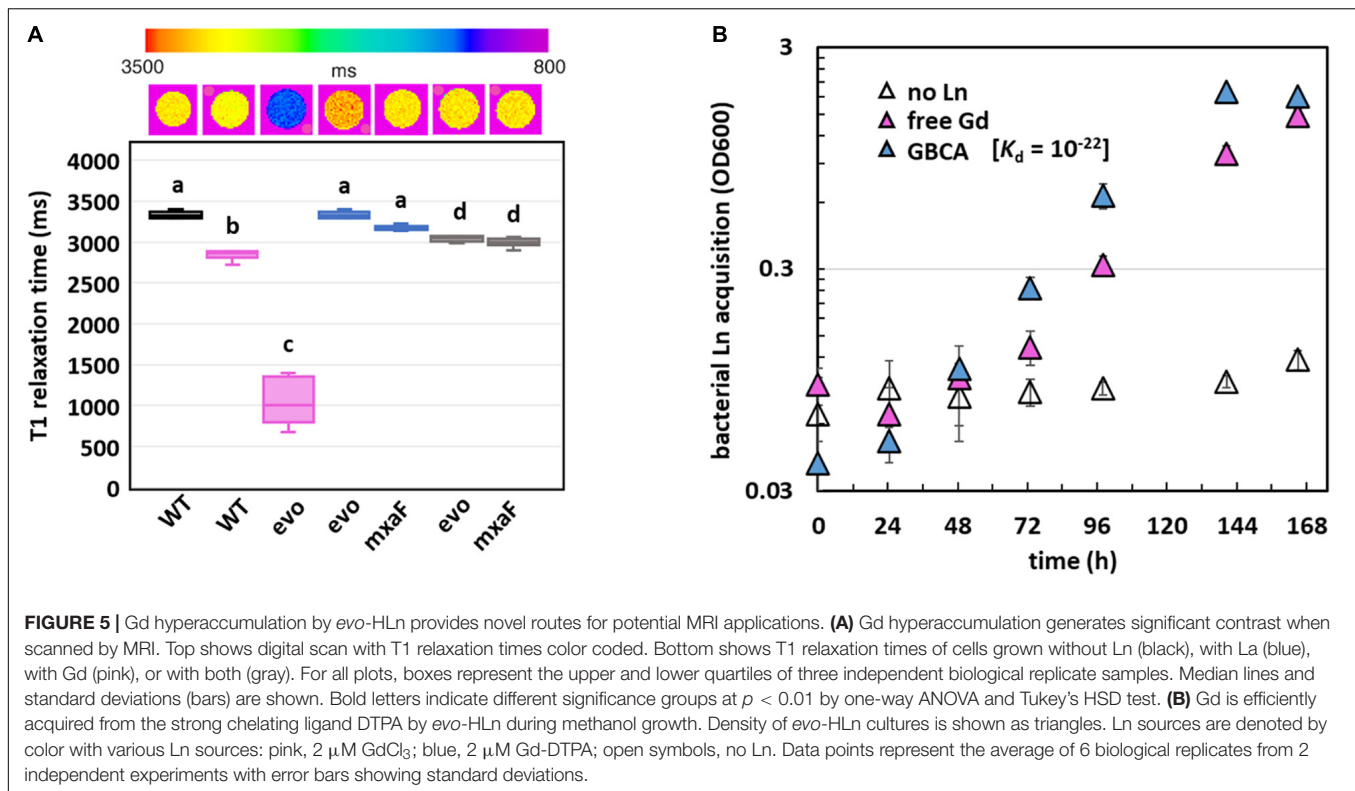 A
3500 ms 800
4000
3500
3000
2500
2000
1500
1000
500
0
T1 relaxation time (ms)
a
b
c
a
a
d
d
WT WT evo evo mxaF evo mxaF
B
3
0.3
0.03
bacterial Ln acquisition (OD600)
no Ln
free Gd
GBCA [Kd = 10-22]
0 24 48 72 96 120 144 168
time (h)
FIGURE 5 | Gd hyperaccumulation by evo-HLn provides novel routes for potential MRI applications. (A) Gd hyperaccumulation generates significant contrast when
scanned by MRI. Top shows digital scan with T1 relaxation times color coded. Bottom shows T1 relaxation times of cells grown without Ln (black), with La (blue),
with Gd (pink), or with both (gray). For all plots, boxes represent the upper and lower quartiles of three independent biological replicate samples. Median lines and
standard deviations (bars) are shown. Bold letters indicate different significance groups at p < 0.01 by one-way ANOVA and Tukey's HSD test. (B) Gd is efficiently
acquired from the strong chelating ligand DTPA by evo-HLn during methanol growth. Density of evo-HLn cultures is shown as triangles. Ln sources are denoted by
color with various Ln sources: pink, 2 μM GdCl3; blue, 2 μM Gd-DTPA; open symbols, no Ln. Data points represent the average of 6 biological replicates from 2
independent experiments with error bars showing standard deviations.